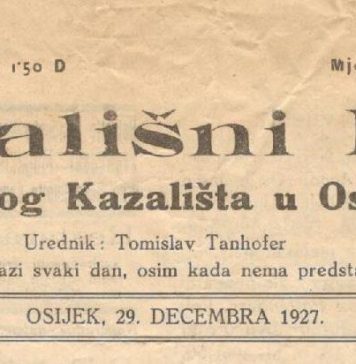 1·50 D Mje
ališni l
og Kazališta u Os
Urednik: Tomislav Tanhofer
azi svaki dan, osim kada nema predsta
OSIJEK, 29. DECEMBRA 1927.